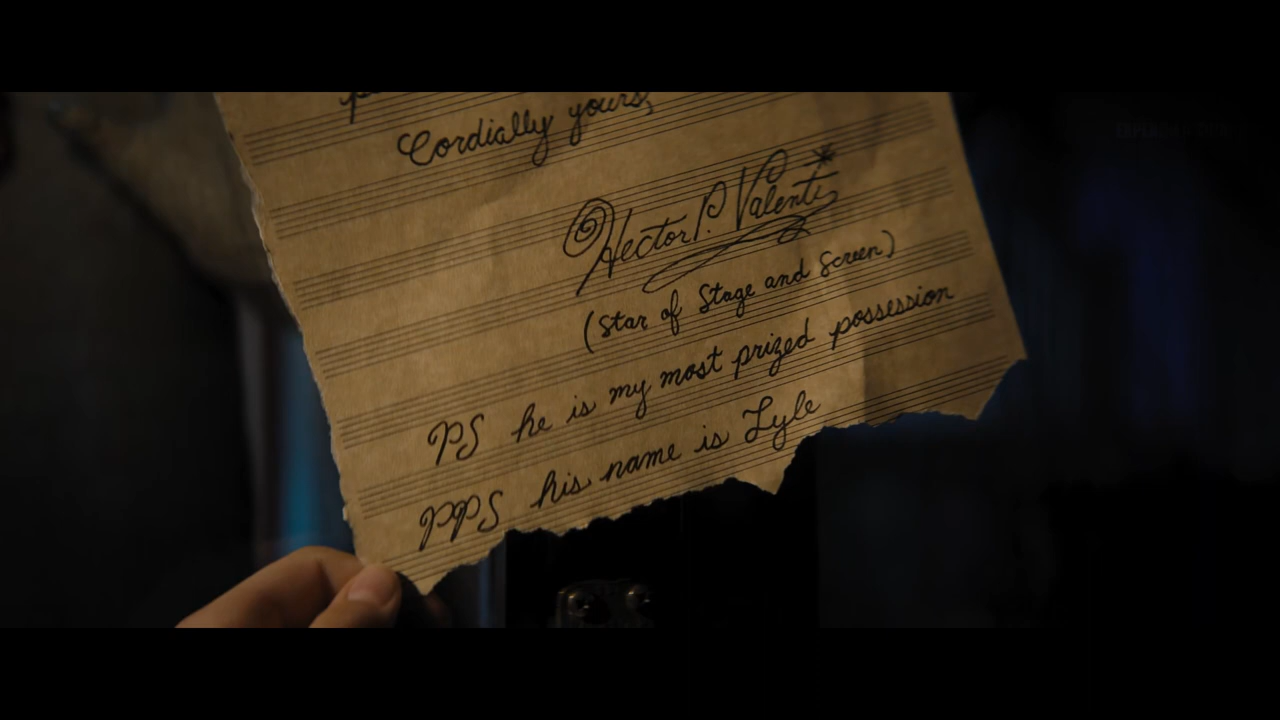 Cordially yours,
Hector P. Valenti
(Star of Stage and Screen)
PS he is my most prized possession
PPS his name is Lyle